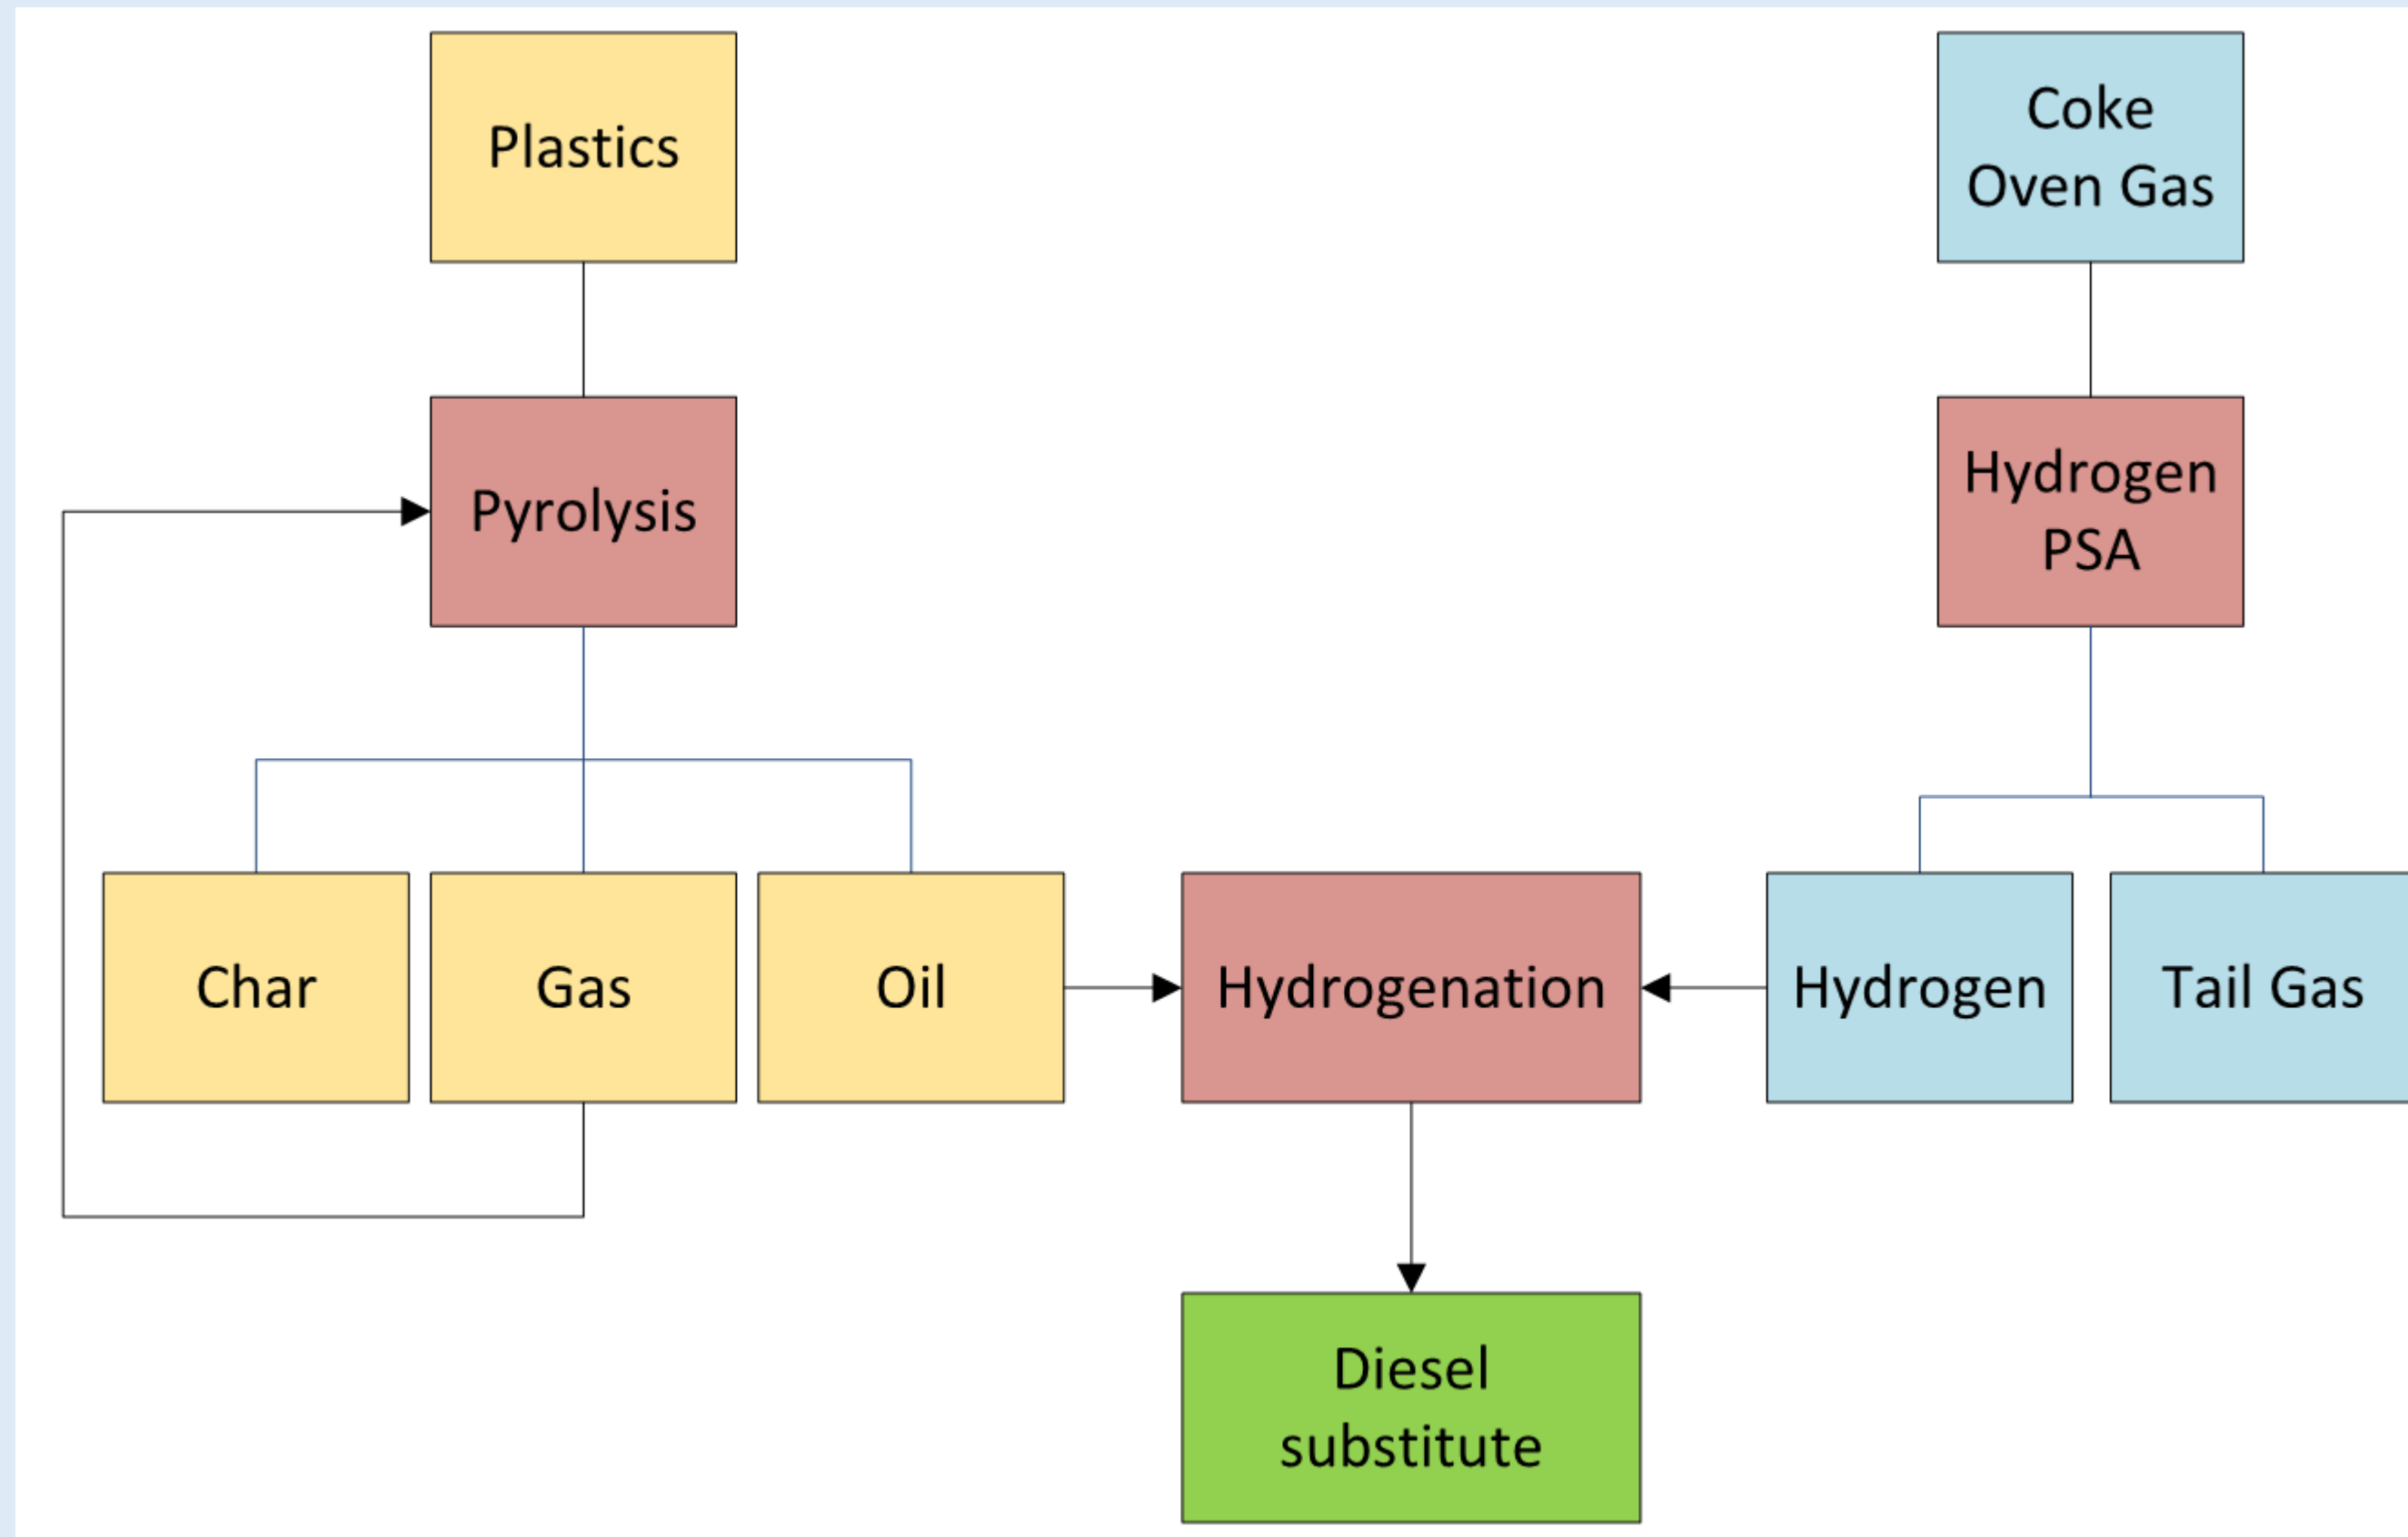 Plastics
Coke
Oven Gas
Pyrolysis
Hydrogen
PSA
Char
Gas
Oil
Hydrogenation
Hydrogen
Tail Gas
Diesel
substitute